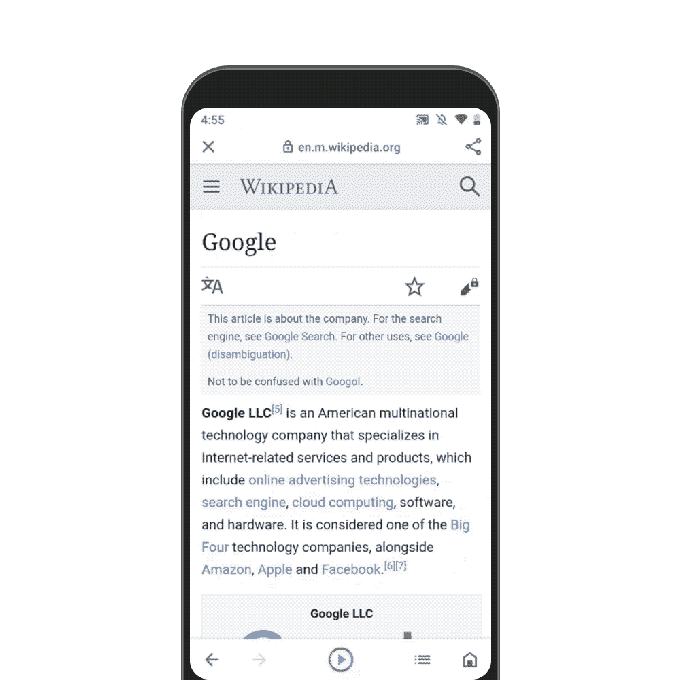 4:55
en.m.wikipedia.org
WIKIPEDIA
Google
This article is about the company. For the search
engine, see Google Search. For other uses, see Google
(disambiguation).
Not to be confused with Googol.
Google LLC[5] is an American multinational
technology company that specializes in
Internet-related services and products, which
include online advertising technologies,
search engine, cloud computing, software,
and hardware. It is considered one of the Big
Four technology companies, alongside
Amazon, Apple and Facebook.[6][7]
Google LLC